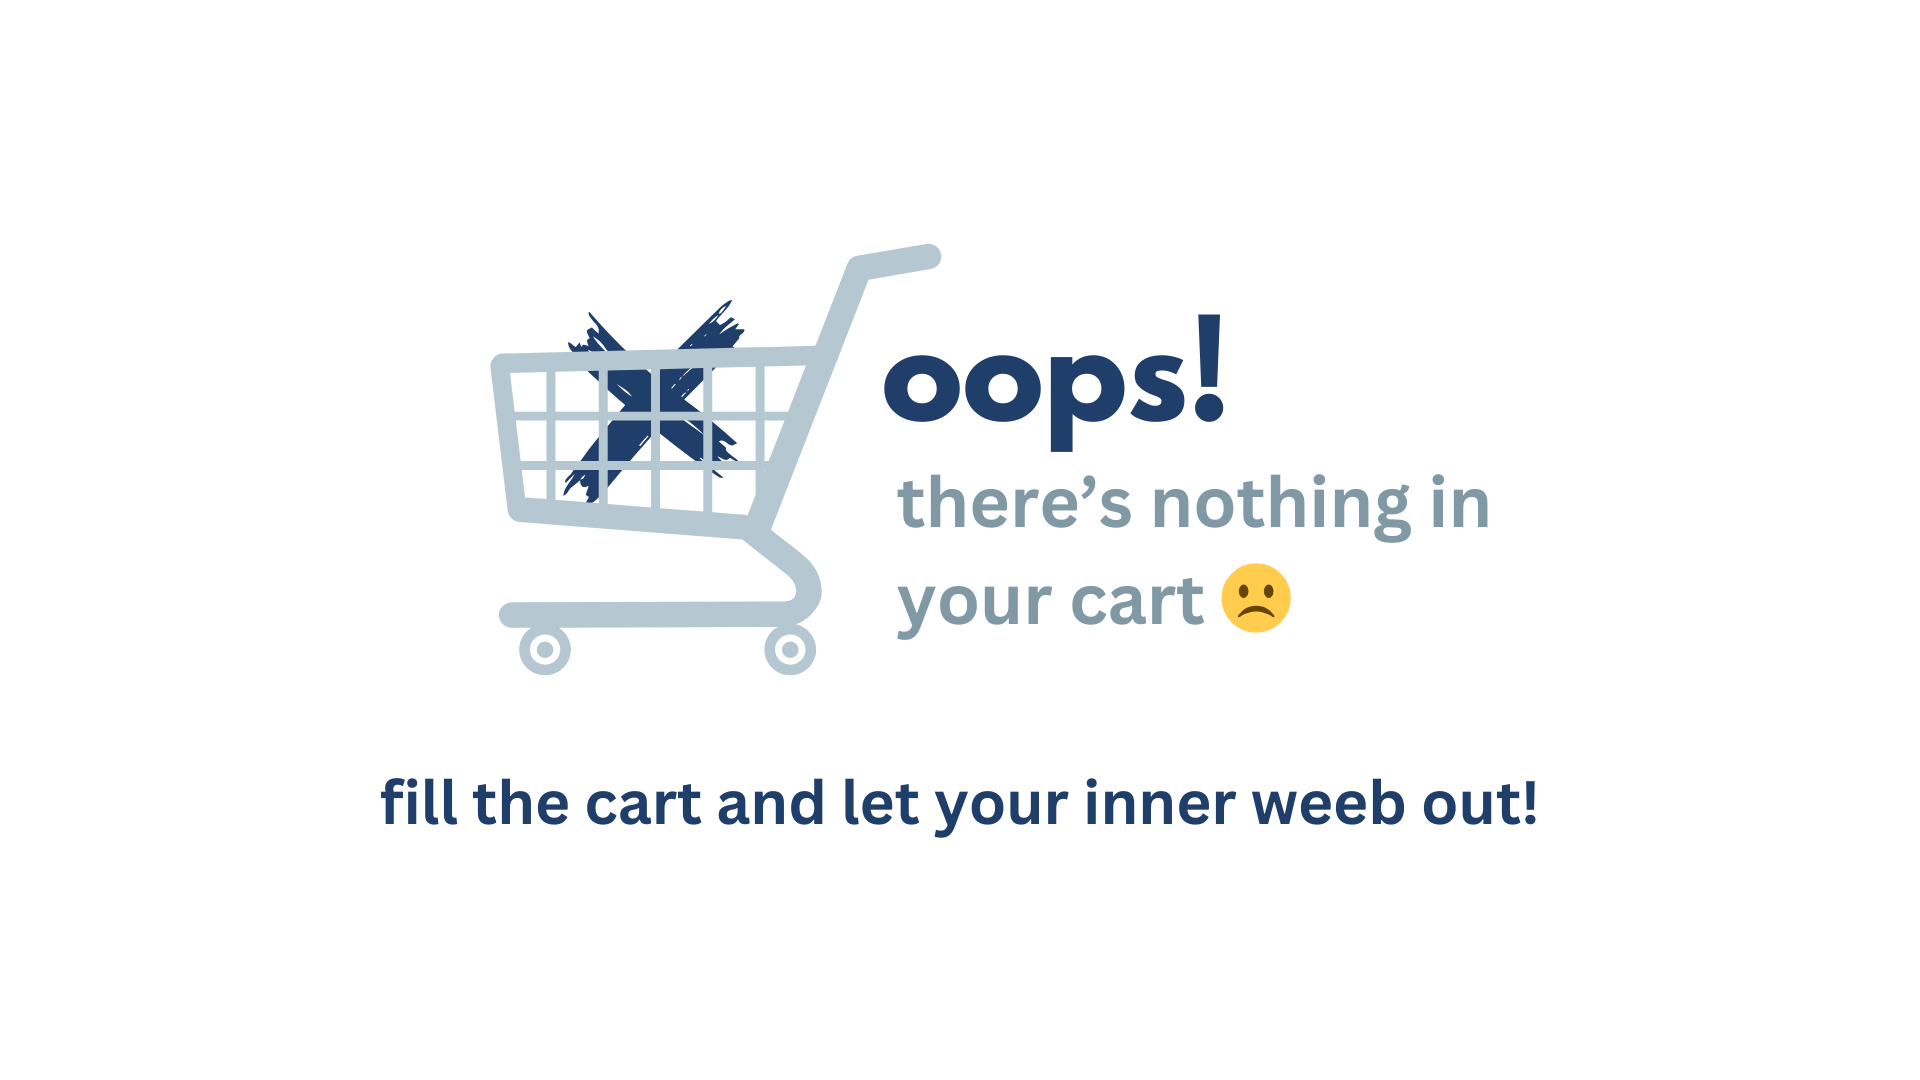 oops!
there’s nothing in
your cart 🙁
fill the cart and let your inner weeb out!